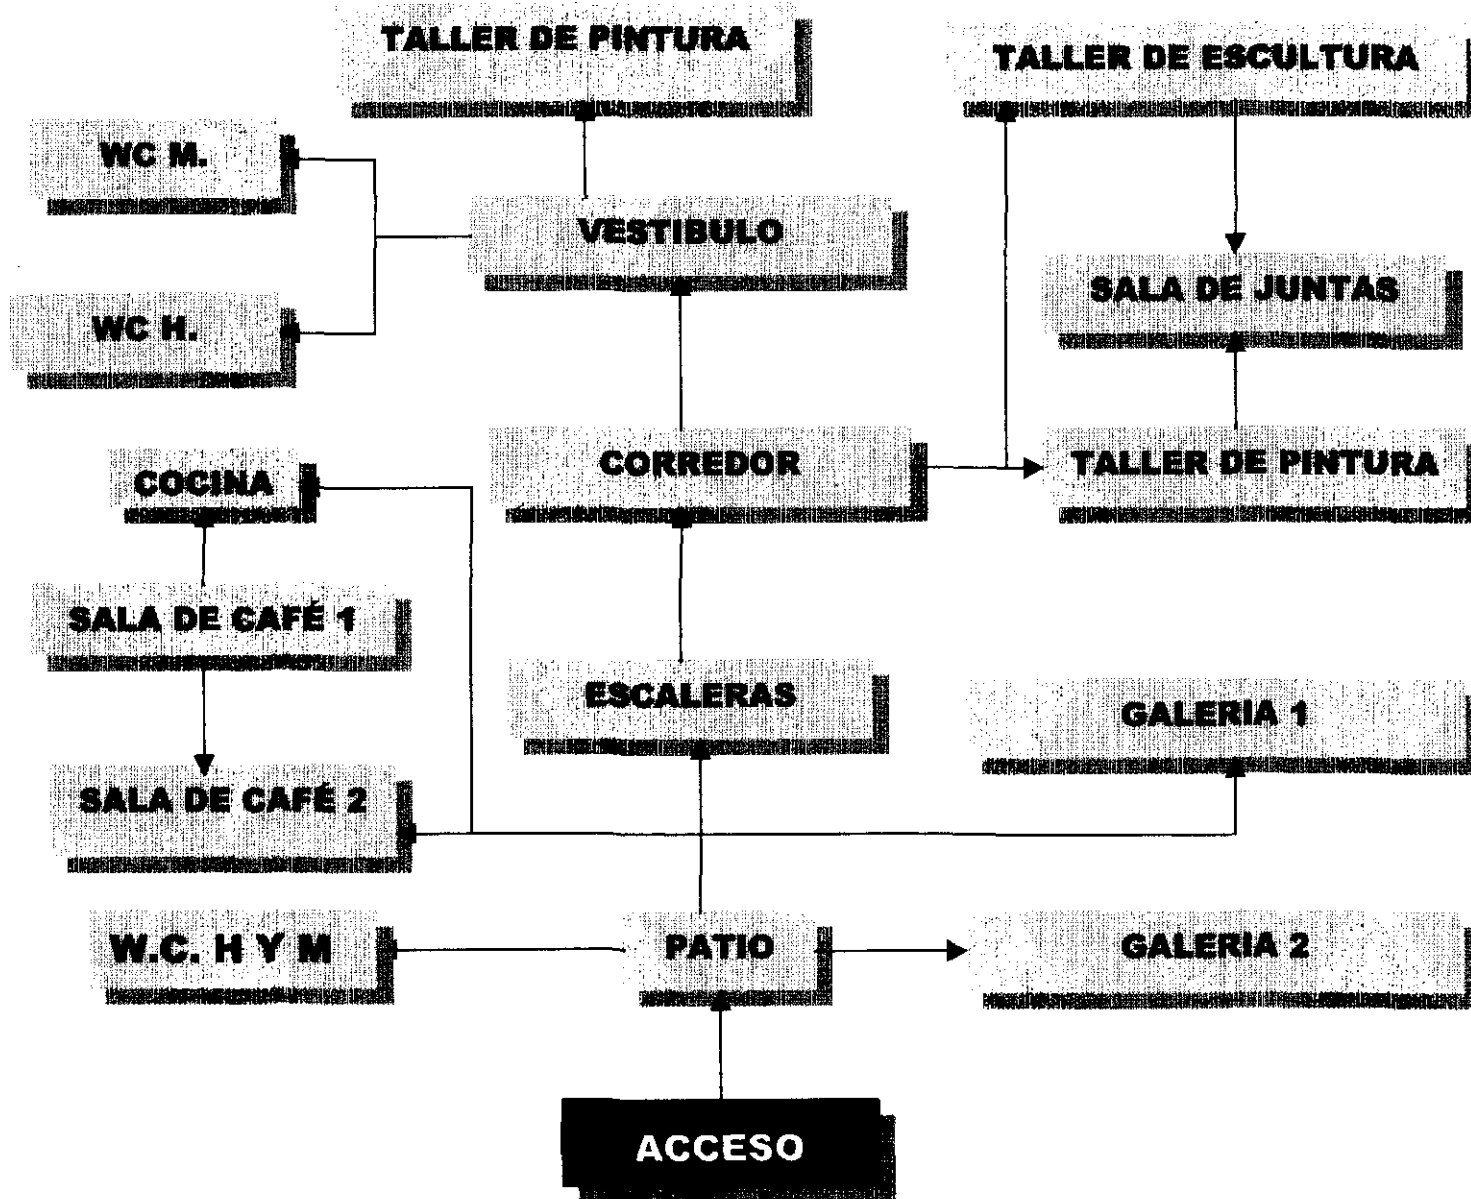 TALLER DE PINTURA
TALLER DE ESCULTURA
WC M.
VESTIBULO
SALA DE JUNTAS
WC H.
CORREDOR
TALLER DE PINTURA
COCINA
SALA DE CAFÉ 1
ESCALERAS
GALERIA 1
SALA DE CAFÉ 2
W.C. H Y M
PATIO
GALERIA 2
ACCESO